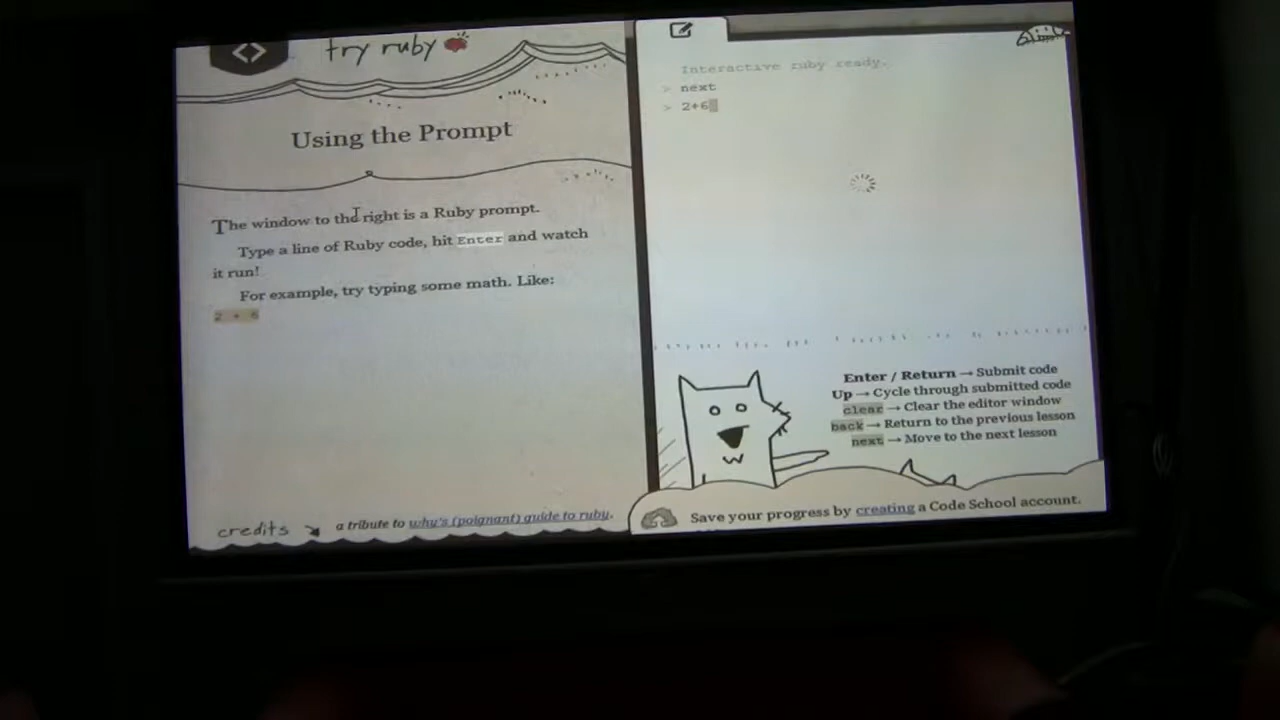 try ruby
Using the Prompt
The window to the right is a Ruby prompt.
Type a line of Ruby code, hit Enter and watch
it run!
For example, try typing some math. Like:
2 + 6
credits
a tribute to why's (poignant) guide to ruby.
Interactive ruby ready.
> next
> 2+6
Enter / Return → Submit code
Up → Cycle through submitted code
clear → Clear the editor window
back → Return to the previous lesson
next → Move to the next lesson
Save your progress by creating a Code School account.